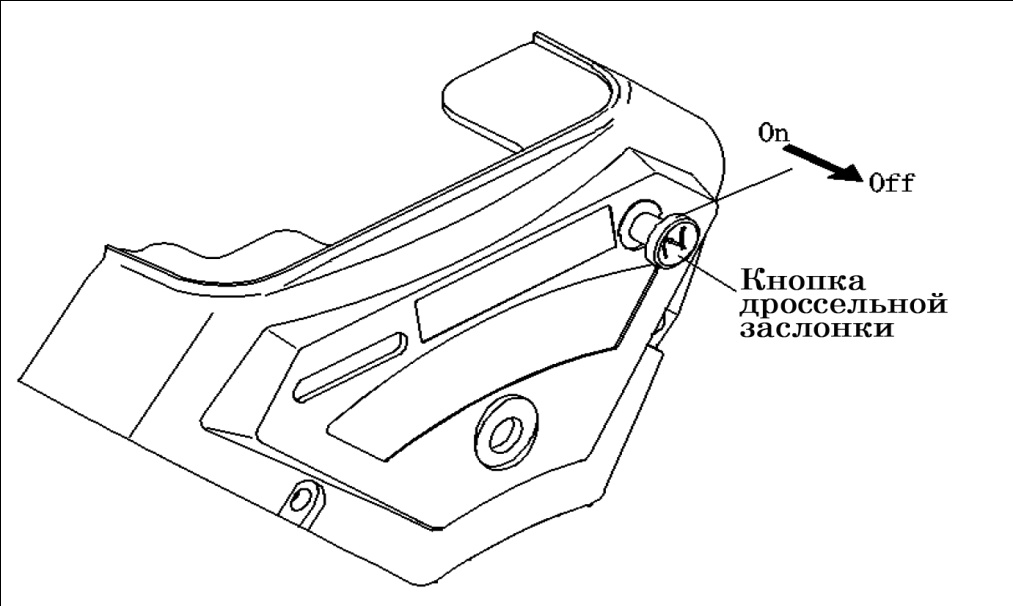 On
Off
Кнопка
дроссельной
заслонки